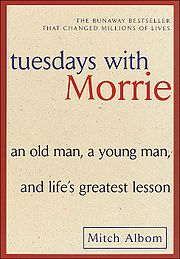 THE RUNAWAY BESTSELLER
THAT CHANGED MILLIONS OF LIVES
tuesdays with
Morrie
an old man, a young man,
and life's greatest lesson
Mitch Albom